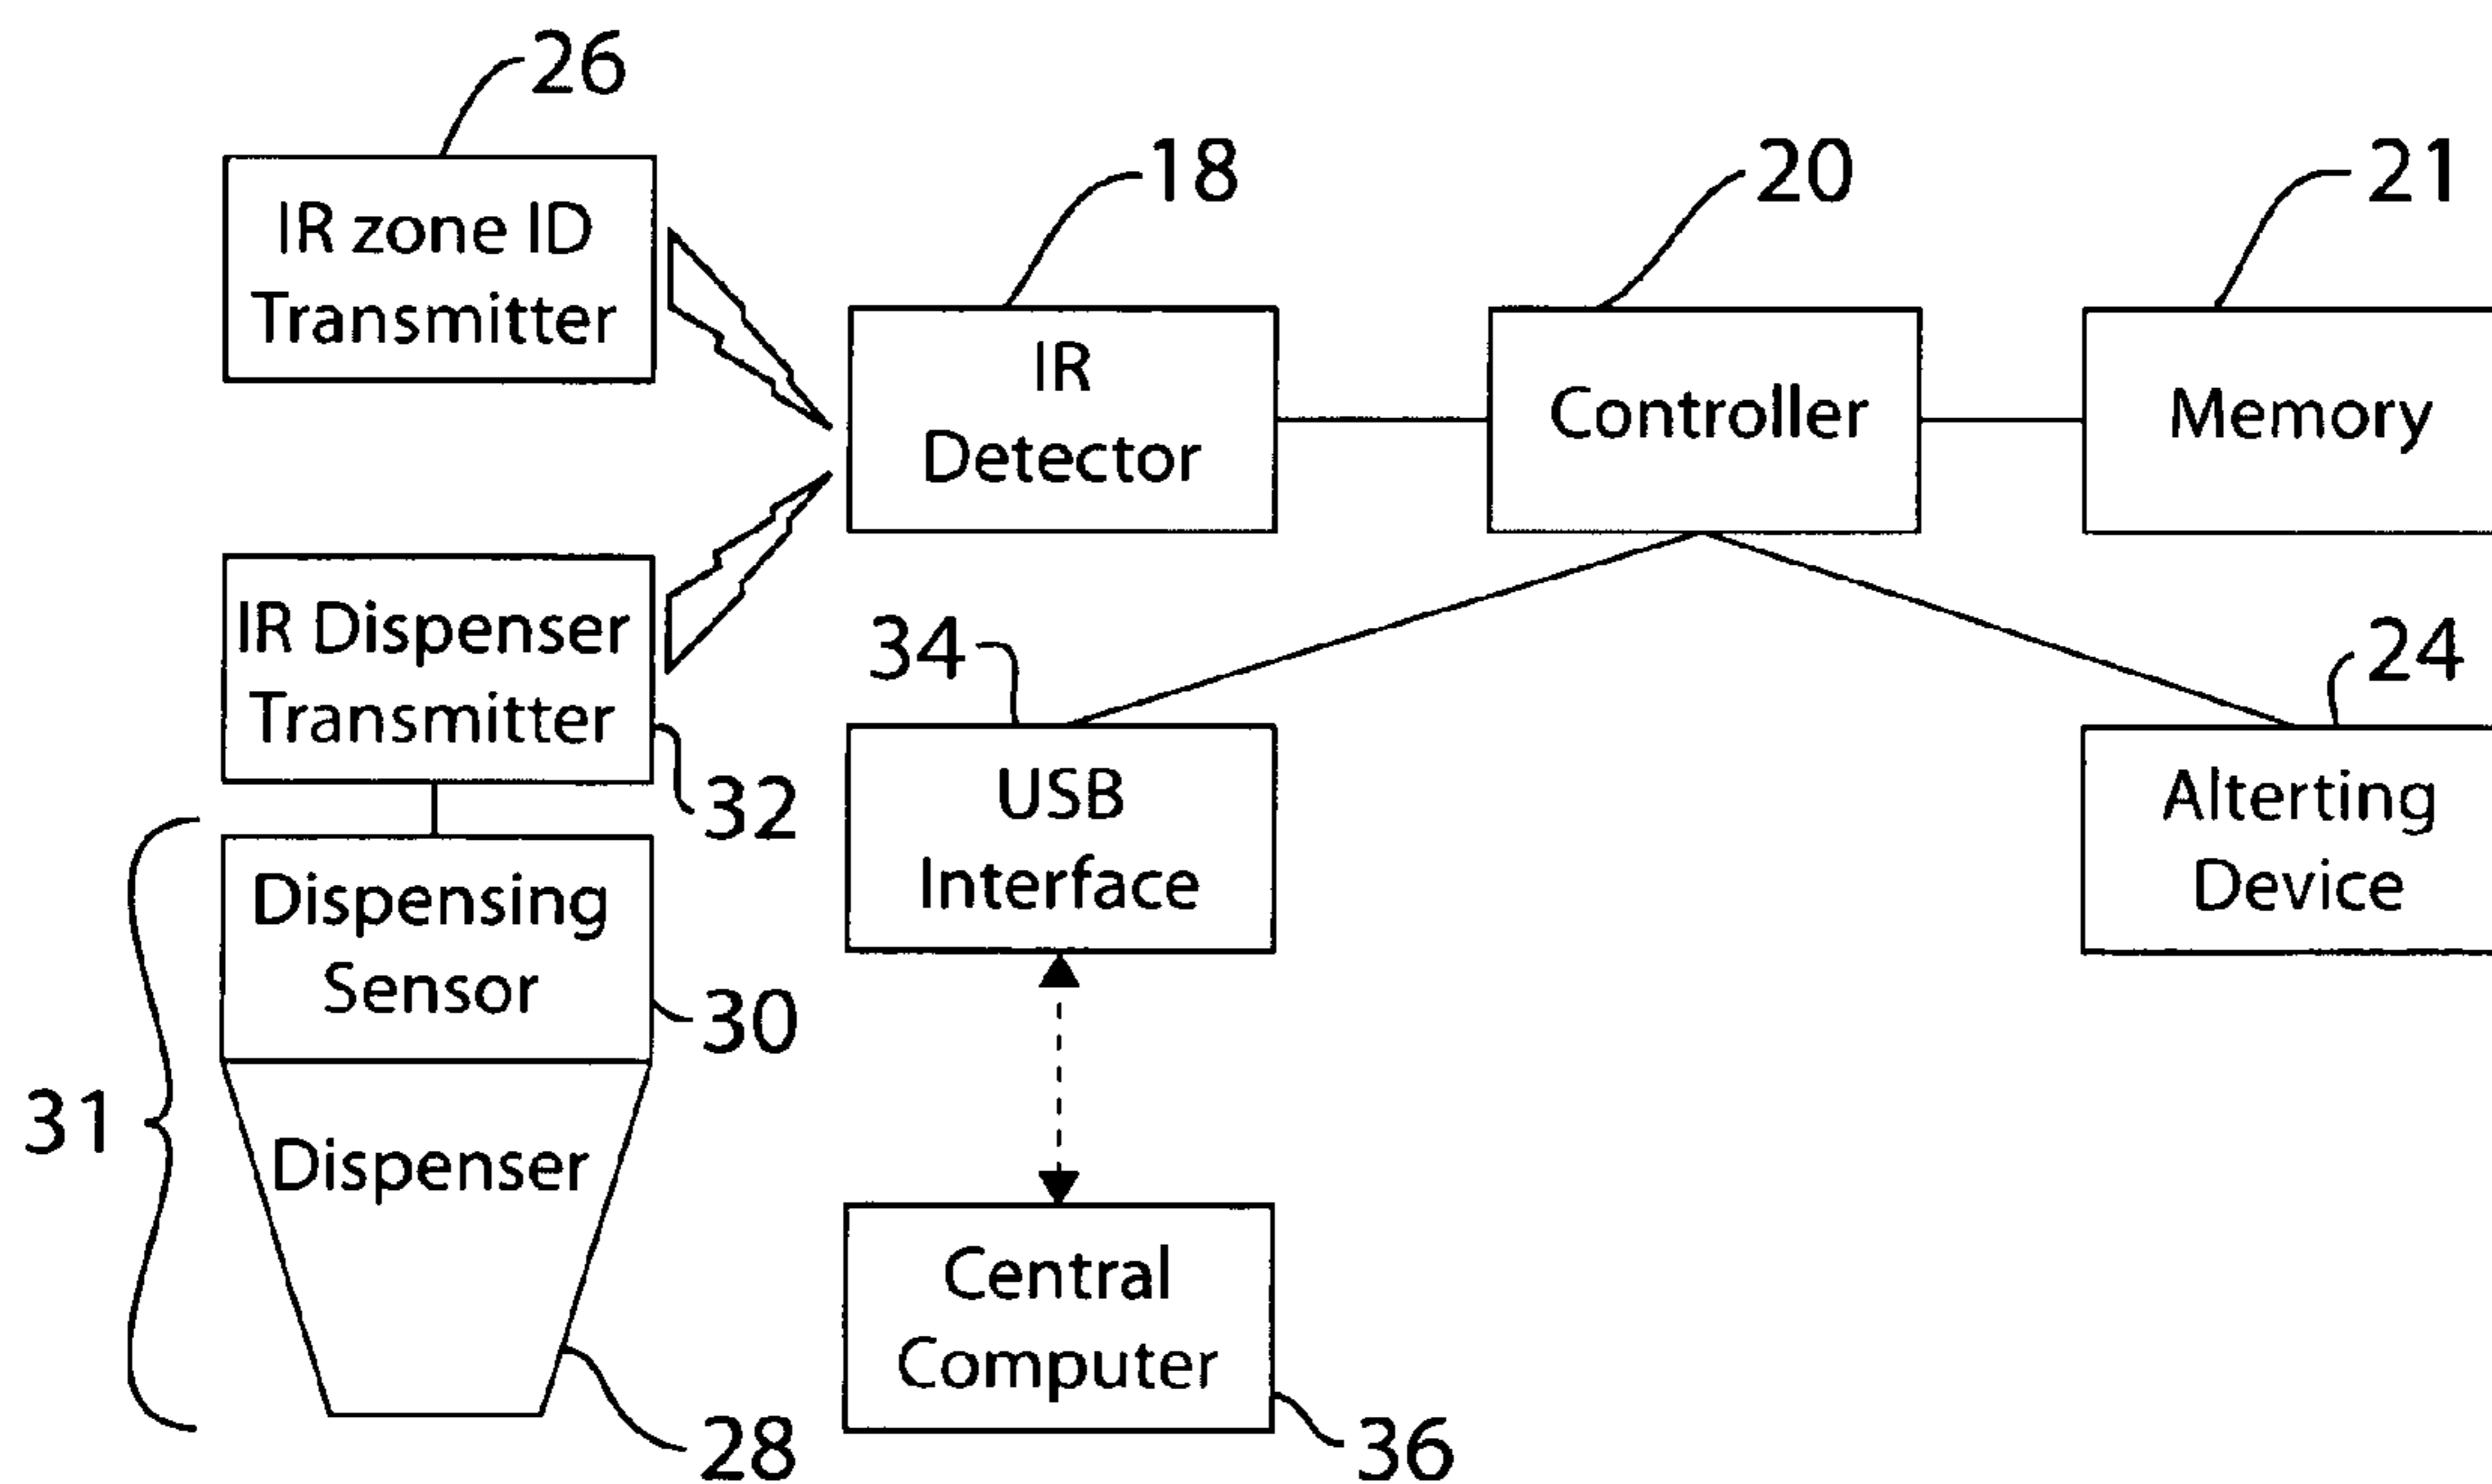 26
IR zone ID
Transmitter
18
IR
Detector
20
Controller
21
Memory
IR Dispenser
Transmitter
32
34
USB
Interface
24
Alterting
Device
Dispensing
Sensor
30
31
Dispenser
28
Central
Computer
36